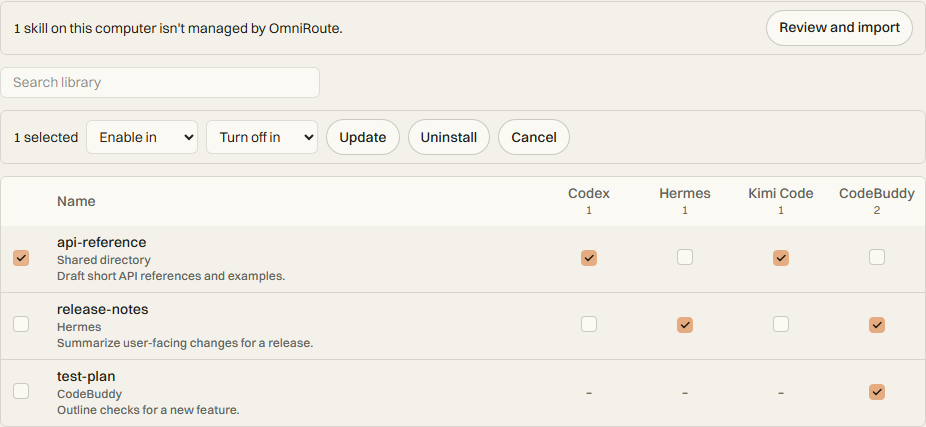 1 skill on this computer isn't managed by OmniRoute.
Review and import
Search library
1 selected
Enable in
Turn off in
Update
Uninstall
Cancel
Name
Codex
Hermes
Kimi Code
CodeBuddy
1
1
1
2
api-reference
Shared directory
Draft short API references and examples.
release-notes
Hermes
Summarize user-facing changes for a release.
test-plan
CodeBuddy
Outline checks for a new feature.
- - -